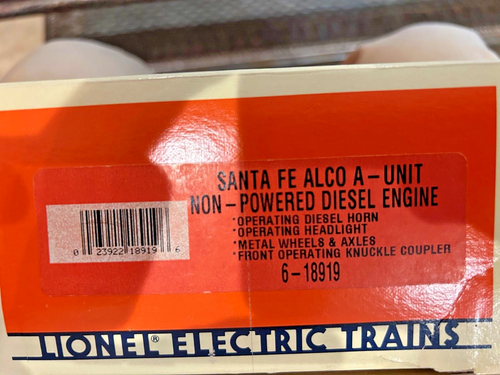 SANTA FE ALCO A-UNIT
NON-POWERED DIESEL ENGINE
*OPERATING DIESEL HORN
*OPERATING HEADLIGHT
*METAL WHEELS & AXLES
*FRONT OPERATING KNUCKLE COUPLER
6-18919
0 23922 18919 6
LIONEL® ELECTRIC TRAINS